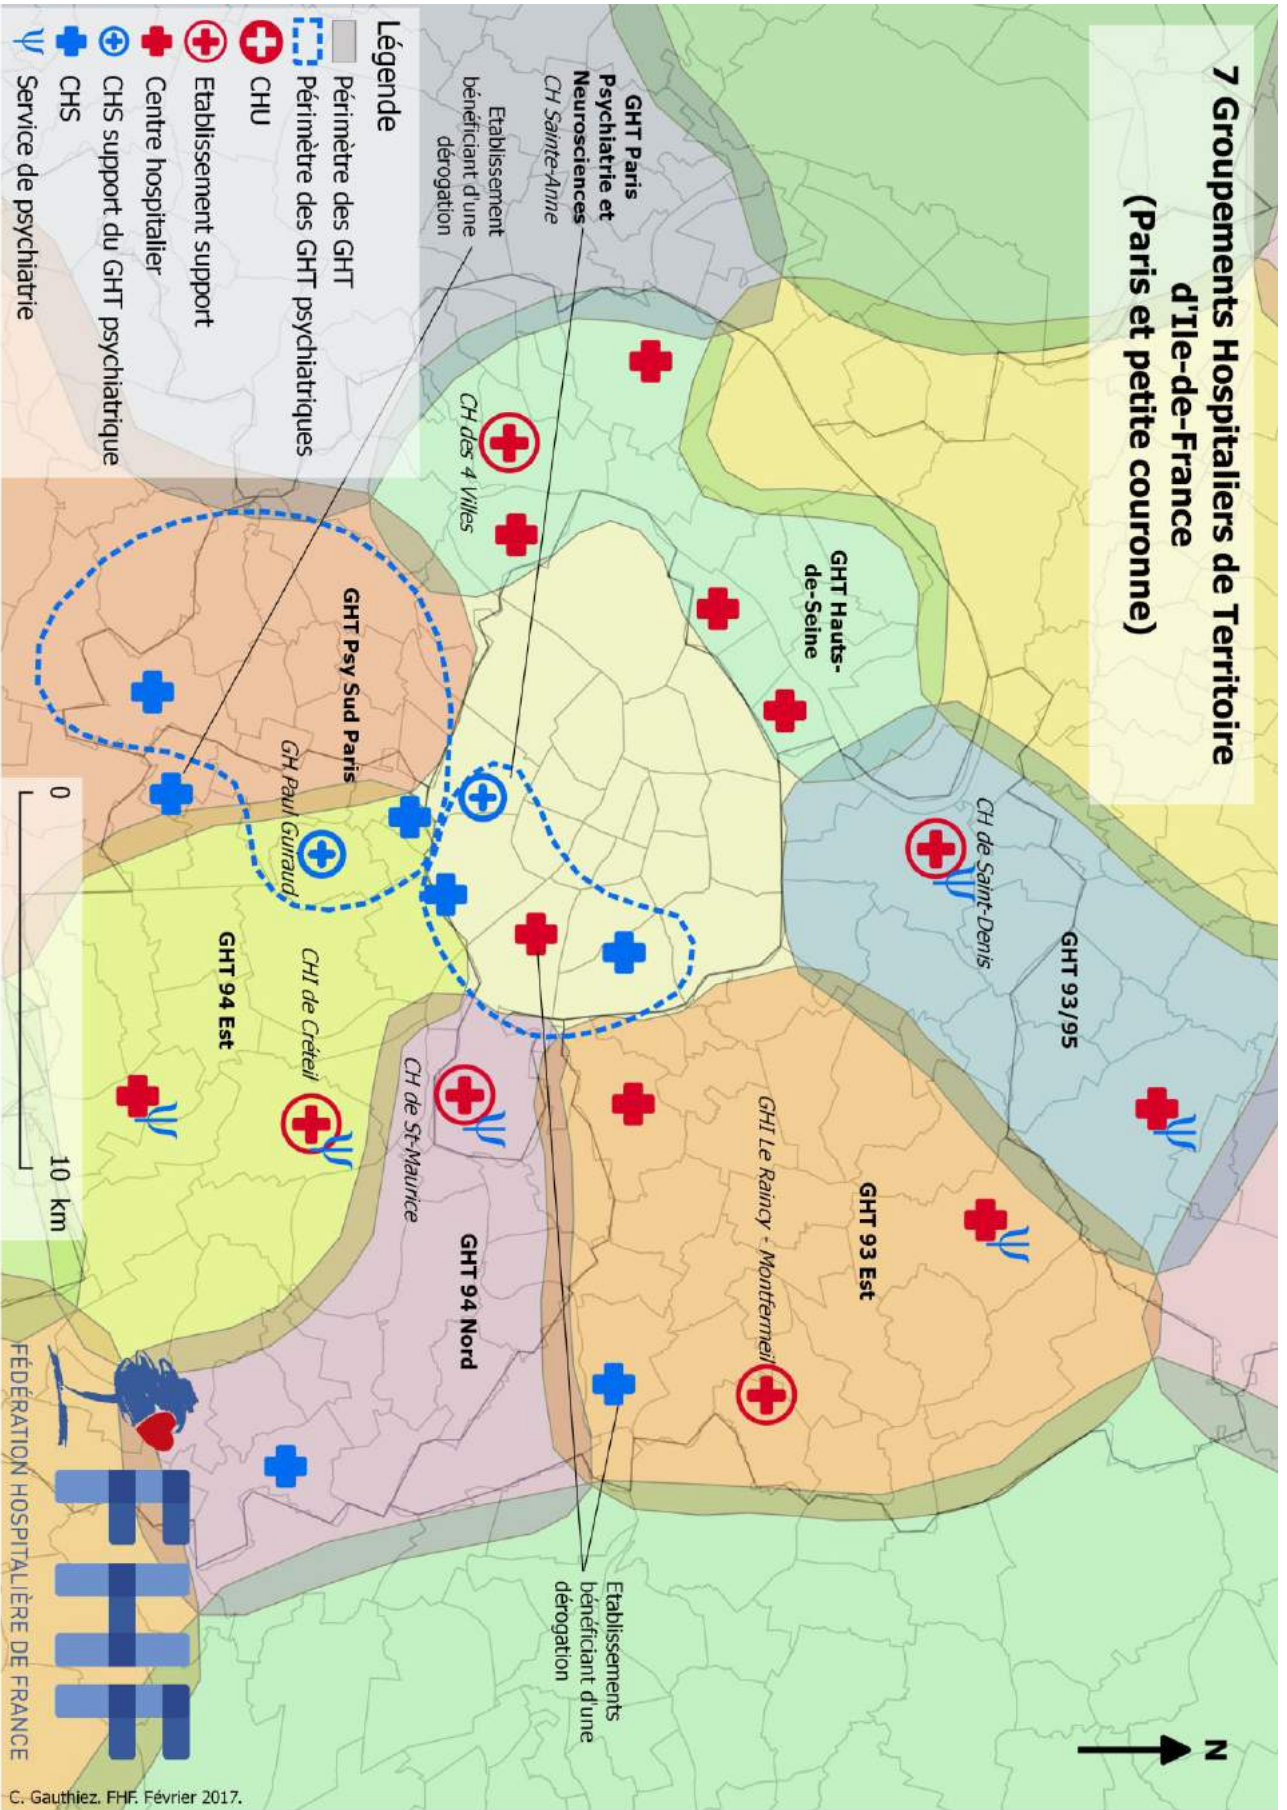 7 Groupements Hospitaliers de Territoire
d'Ile-de-France
(Paris et petite couronne)
N
GHT Paris
Psychiatrie et
Neurosciences
CH Sainte-Anne
Etablissement
bénéficiant d'une
dérogation
GHT Hauts-
de-Seine
CH des 4 Villes
CH de Saint-Denis
GHT 93/95
GHT 93 Est
GHI Le Raincy - Montfermeil
GHT Psy Sud Paris
GH Paul Guiraud
GHT 94 Est
CHI de Créteil
CH de St-Maurice
GHT 94 Nord
Etablissements
bénéficiant d'une
dérogation
Légende
Périmètre des GHT
Périmètre des GHT psychiatriques
CHU
Etablissement support
Centre hospitalier
CHS support du GHT psychiatrique
CHS
Service de psychiatrie
0
10 km
FHF
FÉDÉRATION HOSPITALIÈRE DE FRANCE
C. Gauthiez. FHF. Février 2017.